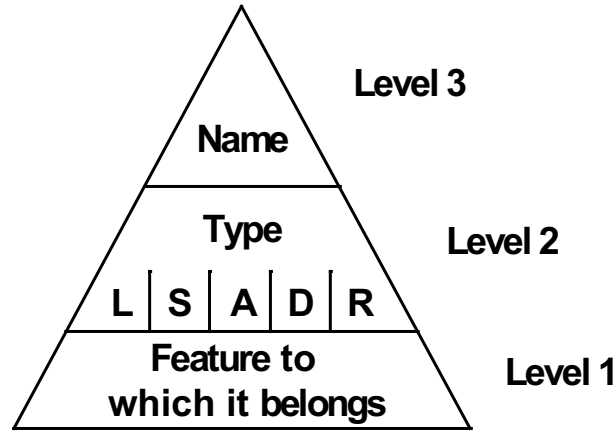 Level 3
Name
Type
Level 2
L S A D R
Feature to
Level 1
which it belongs